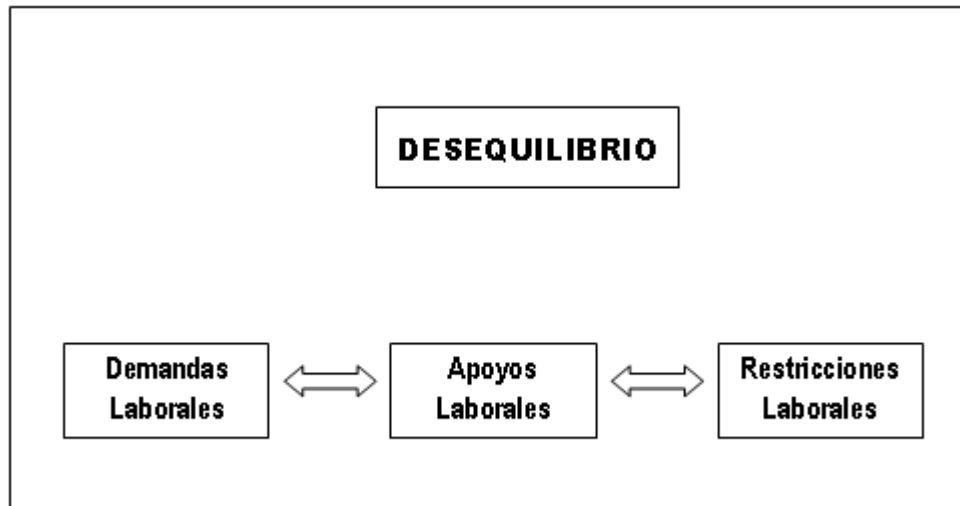 DESEQUILIBRIO
Demandas
Laborales
Apoyos
Laborales
Restricciones
Laborales